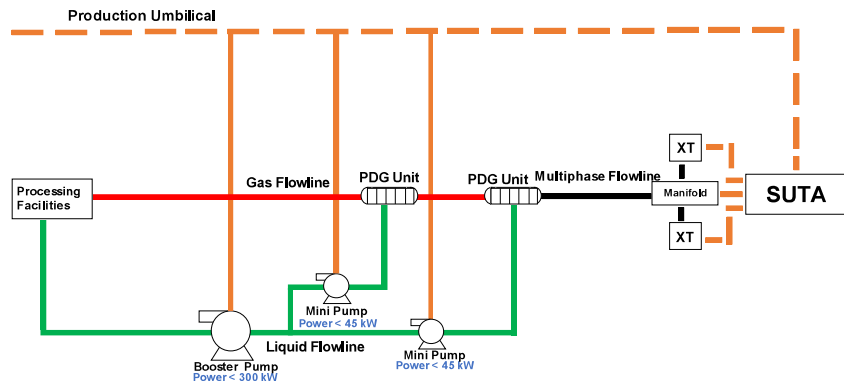 Production Umbilical
XT
Gas Flowline
PDG Unit
PDG Unit
Multiphase Flowline
Processing
Facilities
Manifold
SUTA
XT
Mini Pump
Power < 45 kW
Liquid Flowline
Mini Pump
Power < 45 kW
Booster Pump
Power < 300 kW